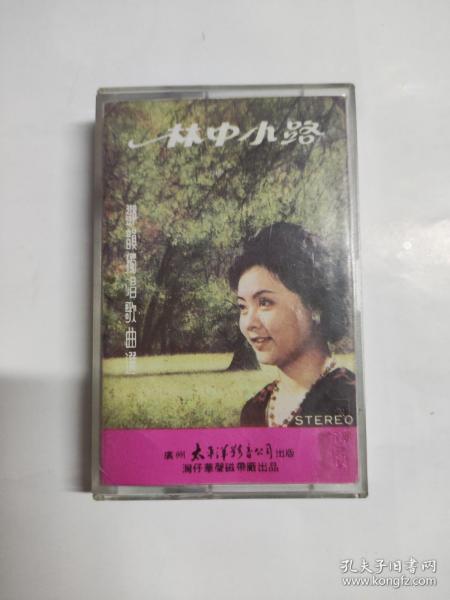 林中小路
鄭韻獨唱歌曲選
STEREO
廣州 太平洋影音公司 出版
灣仔華聲磁帶廠出品
孔夫子旧书网
www.kongfz.com